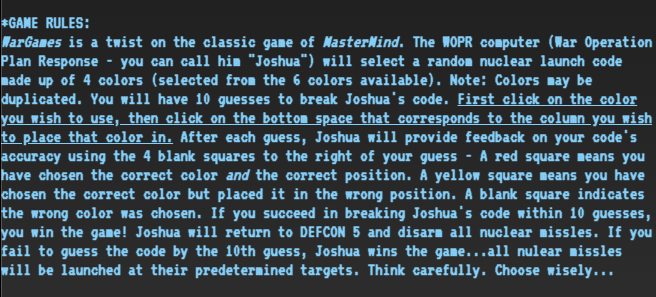 *GAME RULES:
WarGames is a twist on the classic game of MasterMind. The WOPR computer (War Operation
Plan Response - you can call him "Joshua") will select a random nuclear launch code
made up of 4 colors (selected from the 6 colors available). Note: Colors may be
duplicated. You will have 10 guesses to break Joshua's code. First click on the color
you wish to use, then click on the bottom space that corresponds to the column you wish
to place that color in. After each guess, Joshua will provide feedback on your code's
accuracy using the 4 blank squares to the right of your guess - A red square means you
have chosen the correct color and the correct position. A yellow square means you have
chosen the correct color but placed it in the wrong position. A blank square indicates
the wrong color was chosen. If you succeed in breaking Joshua's code within 10 guesses,
you win the game! Joshua will return to DEFCON 5 and disarm all nuclear missles. If you
fail to guess the code by the 10th guess, Joshua wins the game...all nulear missles
will be launched at their predetermined targets. Think carefully. Choose wisely...